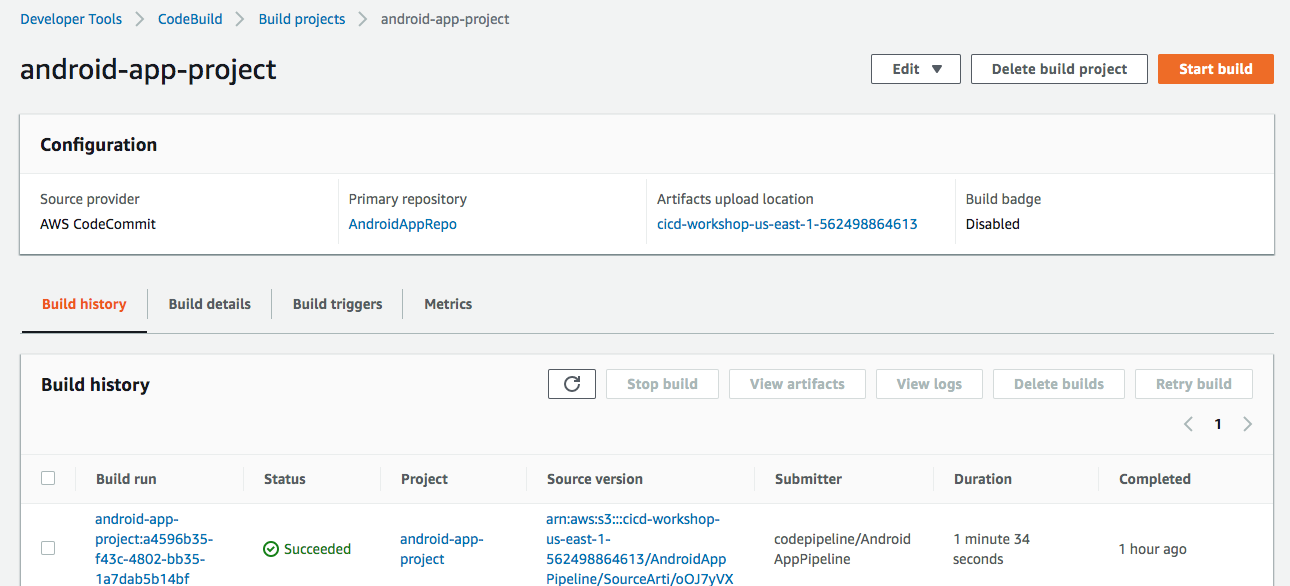 Developer Tools > CodeBuild > Build projects > android-app-project
android-app-project
Edit ▼ Delete build project Start build
Configuration
Source provider Primary repository Artifacts upload location Build badge
AWS CodeCommit AndroidAppRepo cicd-workshop-us-east-1-562498864613 Disabled
Build history Build details Build triggers Metrics
Build history Stop build View artifacts View logs Delete builds Retry build
< 1 >
Build run Status Project Source version Submitter Duration Completed
android-app-
project:a4596b35-
f43c-4802-bb35-
1a7dab5b14bf
Succeeded
android-app-
project
arn:aws:s3:::cicd-workshop-
us-east-1-
562498864613/AndroidApp
Pipeline/SourceArti/oOJ7yVX
codepipeline/Android
AppPipeline
1 minute 34
seconds
1 hour ago